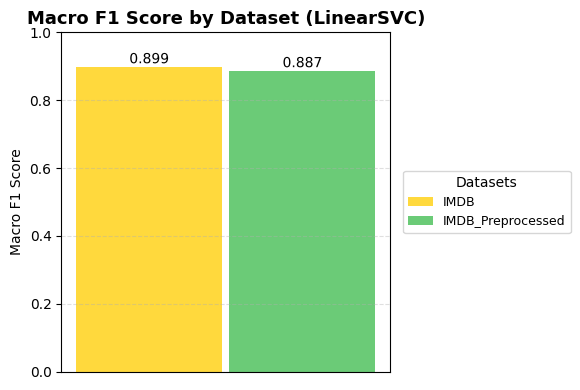 Macro F1 Score by Dataset (LinearSVC)
Macro F1 Score
1.0
0.8
0.6
0.4
0.2
0.0
0.899
0.887
Datasets
IMDB
IMDB_Preprocessed